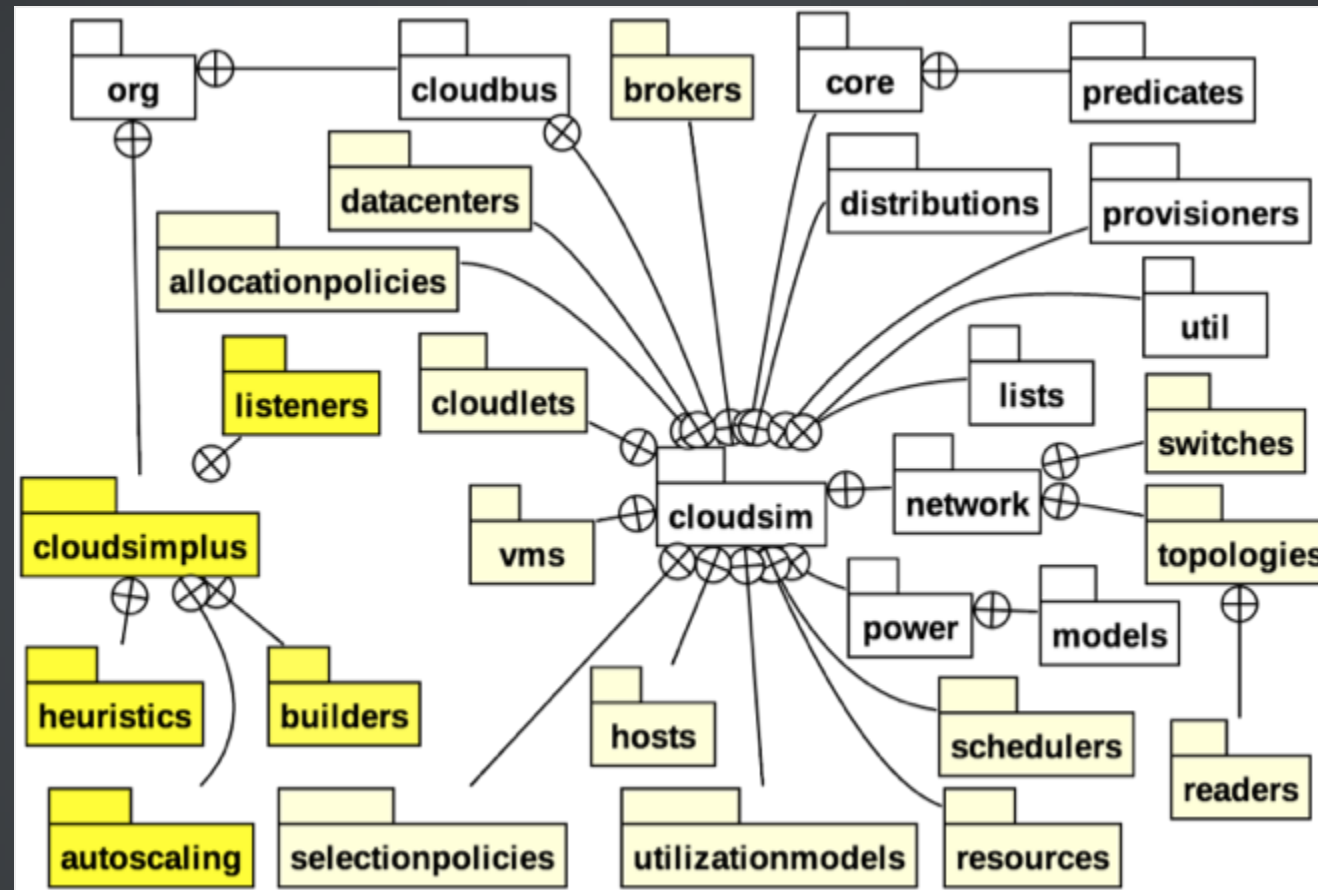 org
cloudbus
brokers
core
predicates
datacenters
distributions
provisioners
allocationpolicies
util
listeners
cloudlets
lists
switches
cloudsimplus
vms
cloudsim
network
topologies
power
models
heuristics
builders
hosts
schedulers
readers
autoscaling
selectionpolicies
utilizationmodels
resources